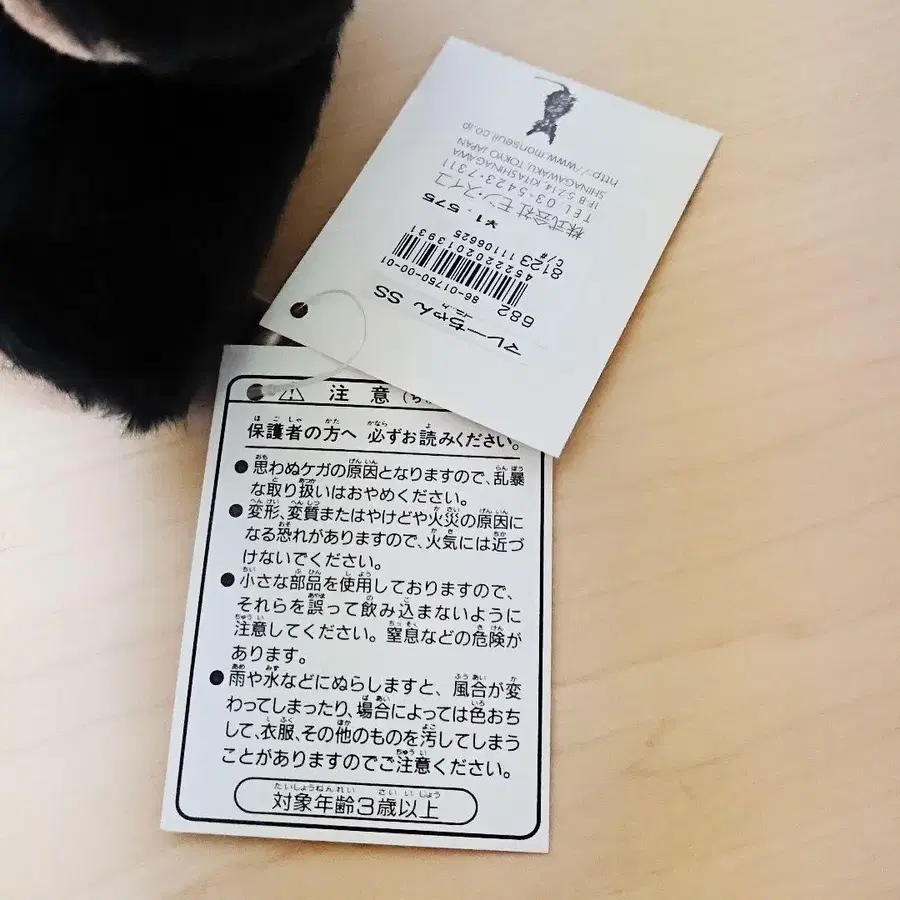 マレーちゃん SS
682
86-01750-00-01
4522202013931
8123 11106625
C/#
¥1,575
株式会社モン・スイユ
TEL 03-5423-7311
1F.B 5-7-14, KITASHINAGAWA
SHINAGAWAKU, TOKYO JAPAN
http://www.monseuil.co.jp
注意
保護者の方へ 必ずお読みください。
●思わぬケガの原因となりますので、乱暴
な取り扱いはおやめください。
●変形、変質またはやけどや火災の原因に
なる恐れがありますので、火気には近づ
けないでください。
●小さな部品を使用しておりますので、
それらを誤って飲み込まないように
注意してください。窒息などの危険が
あります。
●雨や水などにぬらしますと、風合が変
わってしまったり、場合によっては色おち
して、衣服、その他のものを汚してしまう
ことがありますのでご注意ください。
対象年齢3歳以上